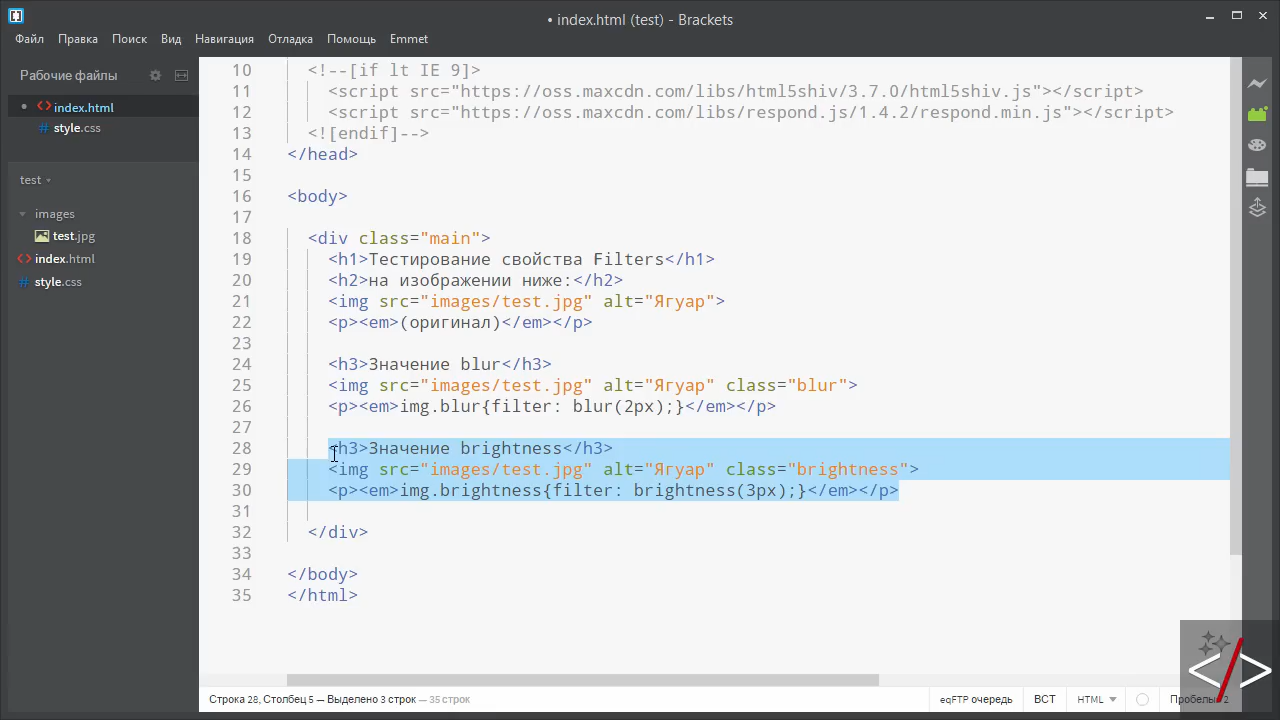 • index.html (test) - Brackets
Файл Правка Поиск Вид Навигация Отладка Помощь Emmet
Рабочие файлы
• <> index.html
# style.css
test
images
test.jpg
<> index.html
# style.css
10 <!--[if lt IE 9]>
11 <script src="https://oss.maxcdn.com/libs/html5shiv/3.7.0/html5shiv.js"></script>
12 <script src="https://oss.maxcdn.com/libs/respond.js/1.4.2/respond.min.js"></script>
13 <![endif]-->
14 </head>
15
16 <body>
17
18 <div class="main">
19 <h1>Тестирование свойства Filters</h1>
20 <h2>на изображении ниже:</h2>
21 <img src="images/test.jpg" alt="Ягуар">
22 <p><em>(оригинал)</em></p>
23
24 <h3>Значение blur</h3>
25 <img src="images/test.jpg" alt="Ягуар" class="blur">
26 <p><em>img.blur{filter: blur(2px);}</em></p>
27
28 <h3>Значение brightness</h3>
29 <img src="images/test.jpg" alt="Ягуар" class="brightness">
30 <p><em>img.brightness{filter: brightness(3px);}</em></p>
31
32 </div>
33
34 </body>
35 </html>
Строка 28, Столбец 5 — Выделено 3 строк — 35 строк
eqFTP очередь ВСТ HTML Пробелы: 2
</>